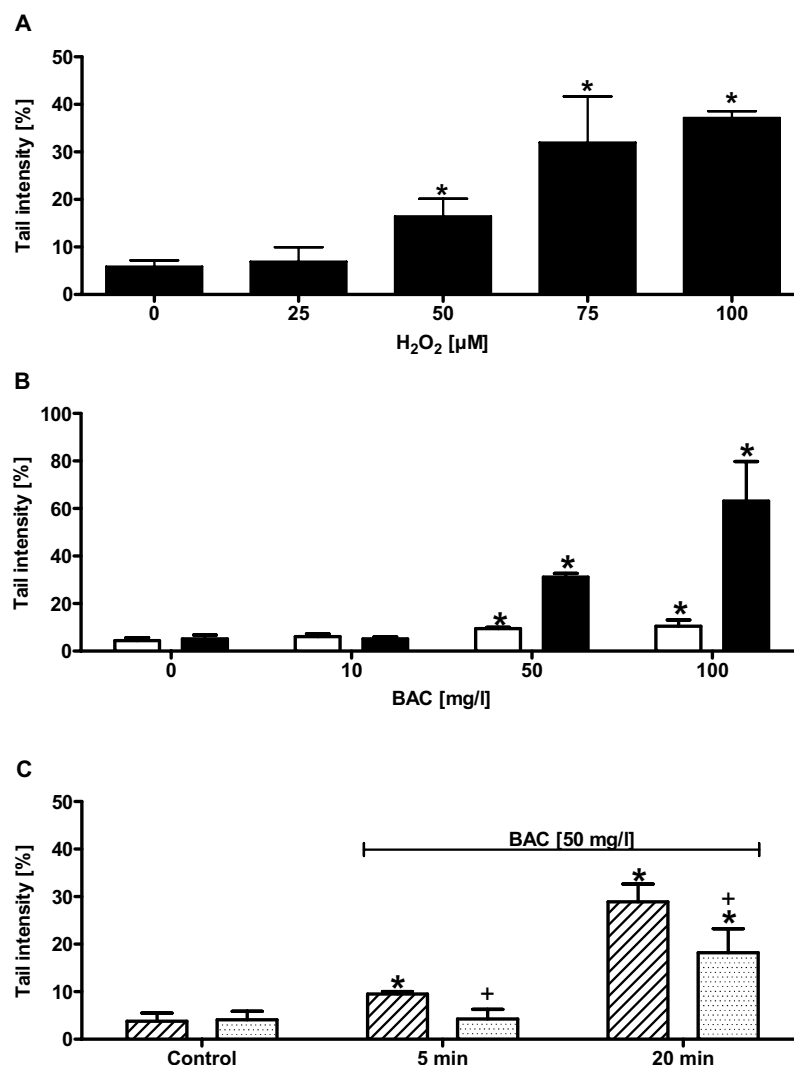 A
Tail intensity [%]
50
40
30
20
10
0
*
*
*
0 25 50 75 100
H₂O₂ [µM]
B
Tail intensity [%]
100
80
60
40
20
0
*
*
*
*
0 10 50 100
BAC [mg/l]
C
Tail intensity [%]
50
40
30
20
10
0
BAC [50 mg/l]
*
+
*
+
*
Control 5 min 20 min